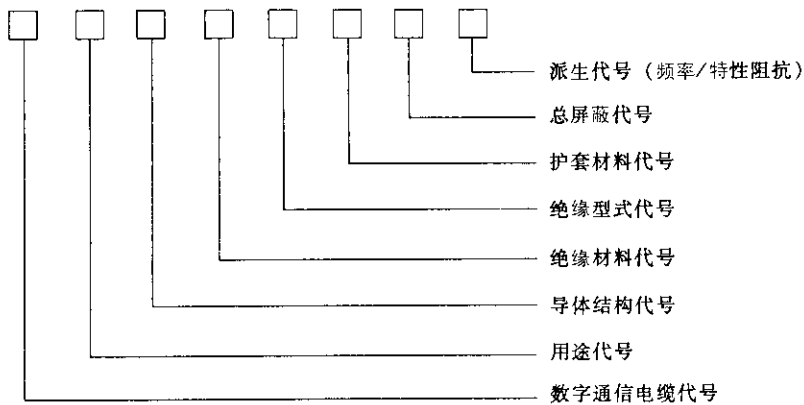 派生代号(频率/特性阻抗)
总屏蔽代号
护套材料代号
绝缘型式代号
绝缘材料代号
导体结构代号
用途代号
数字通信电缆代号